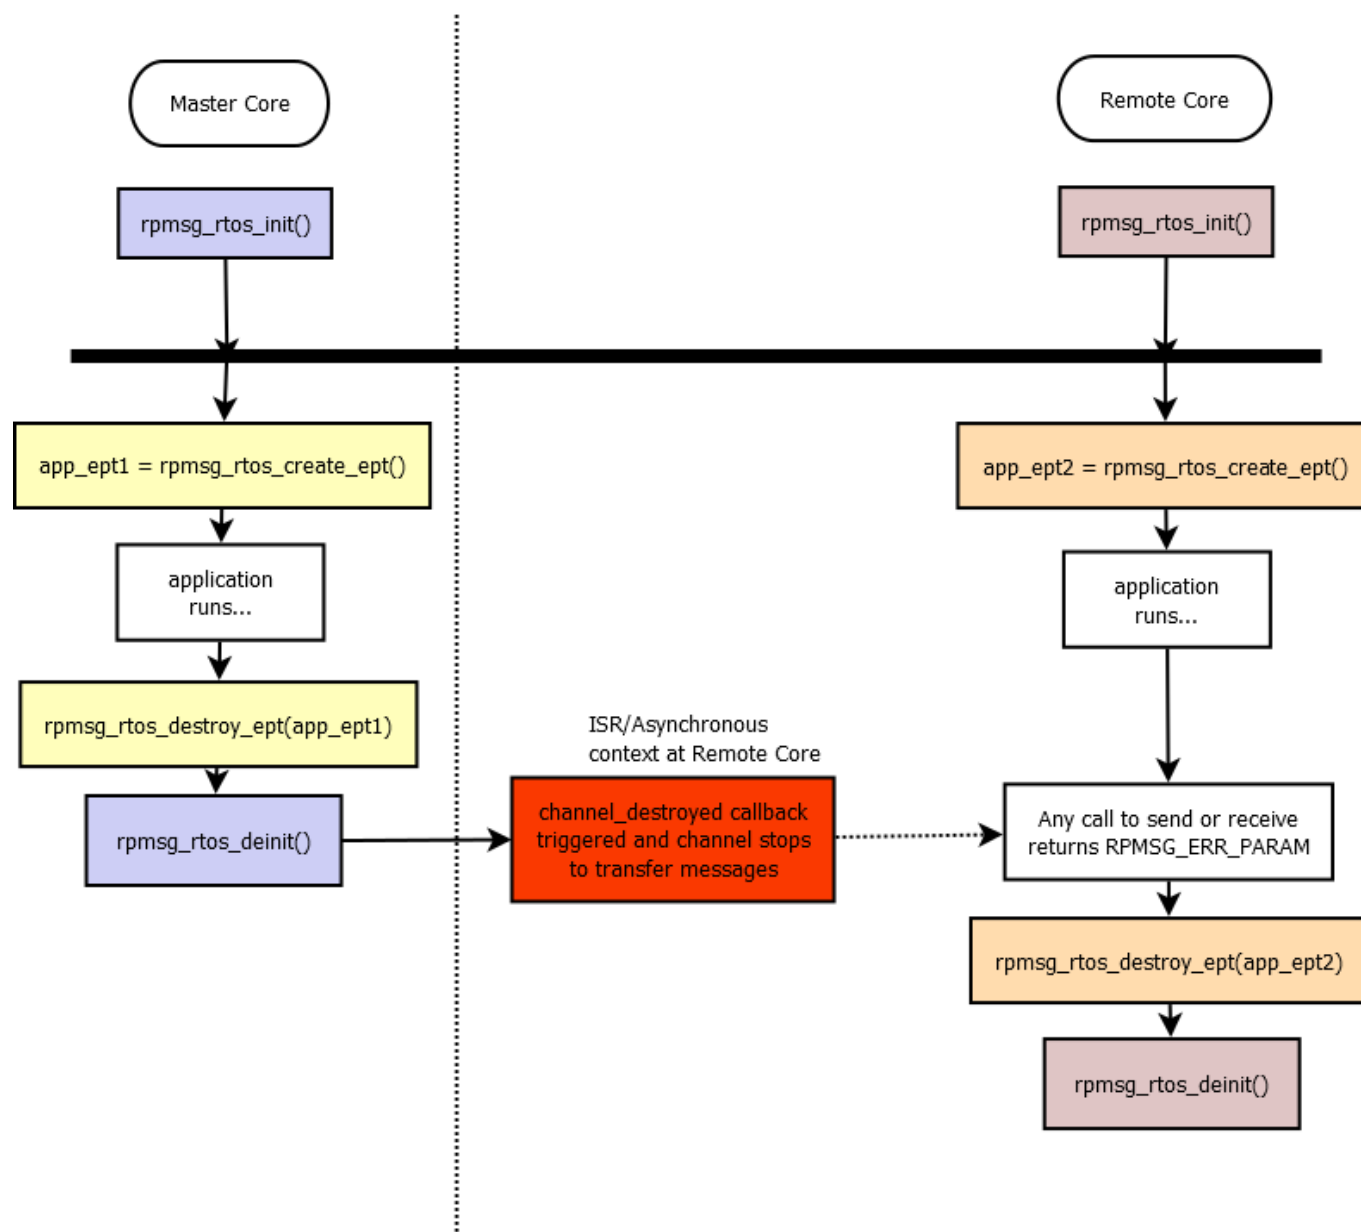 Master Core
Remote Core
rpmsg_rtos_init()
rpmsg_rtos_init()
app_ept1 = rpmsg_rtos_create_ept()
app_ept2 = rpmsg_rtos_create_ept()
application
runs...
application
runs...
rpmsg_rtos_destroy_ept(app_ept1)
ISR/Asynchronous
context at Remote Core
rpmsg_rtos_deinit()
channel_destroyed callback
triggered and channel stops
to transfer messages
Any call to send or receive
returns RPMSG_ERR_PARAM
rpmsg_rtos_destroy_ept(app_ept2)
rpmsg_rtos_deinit()